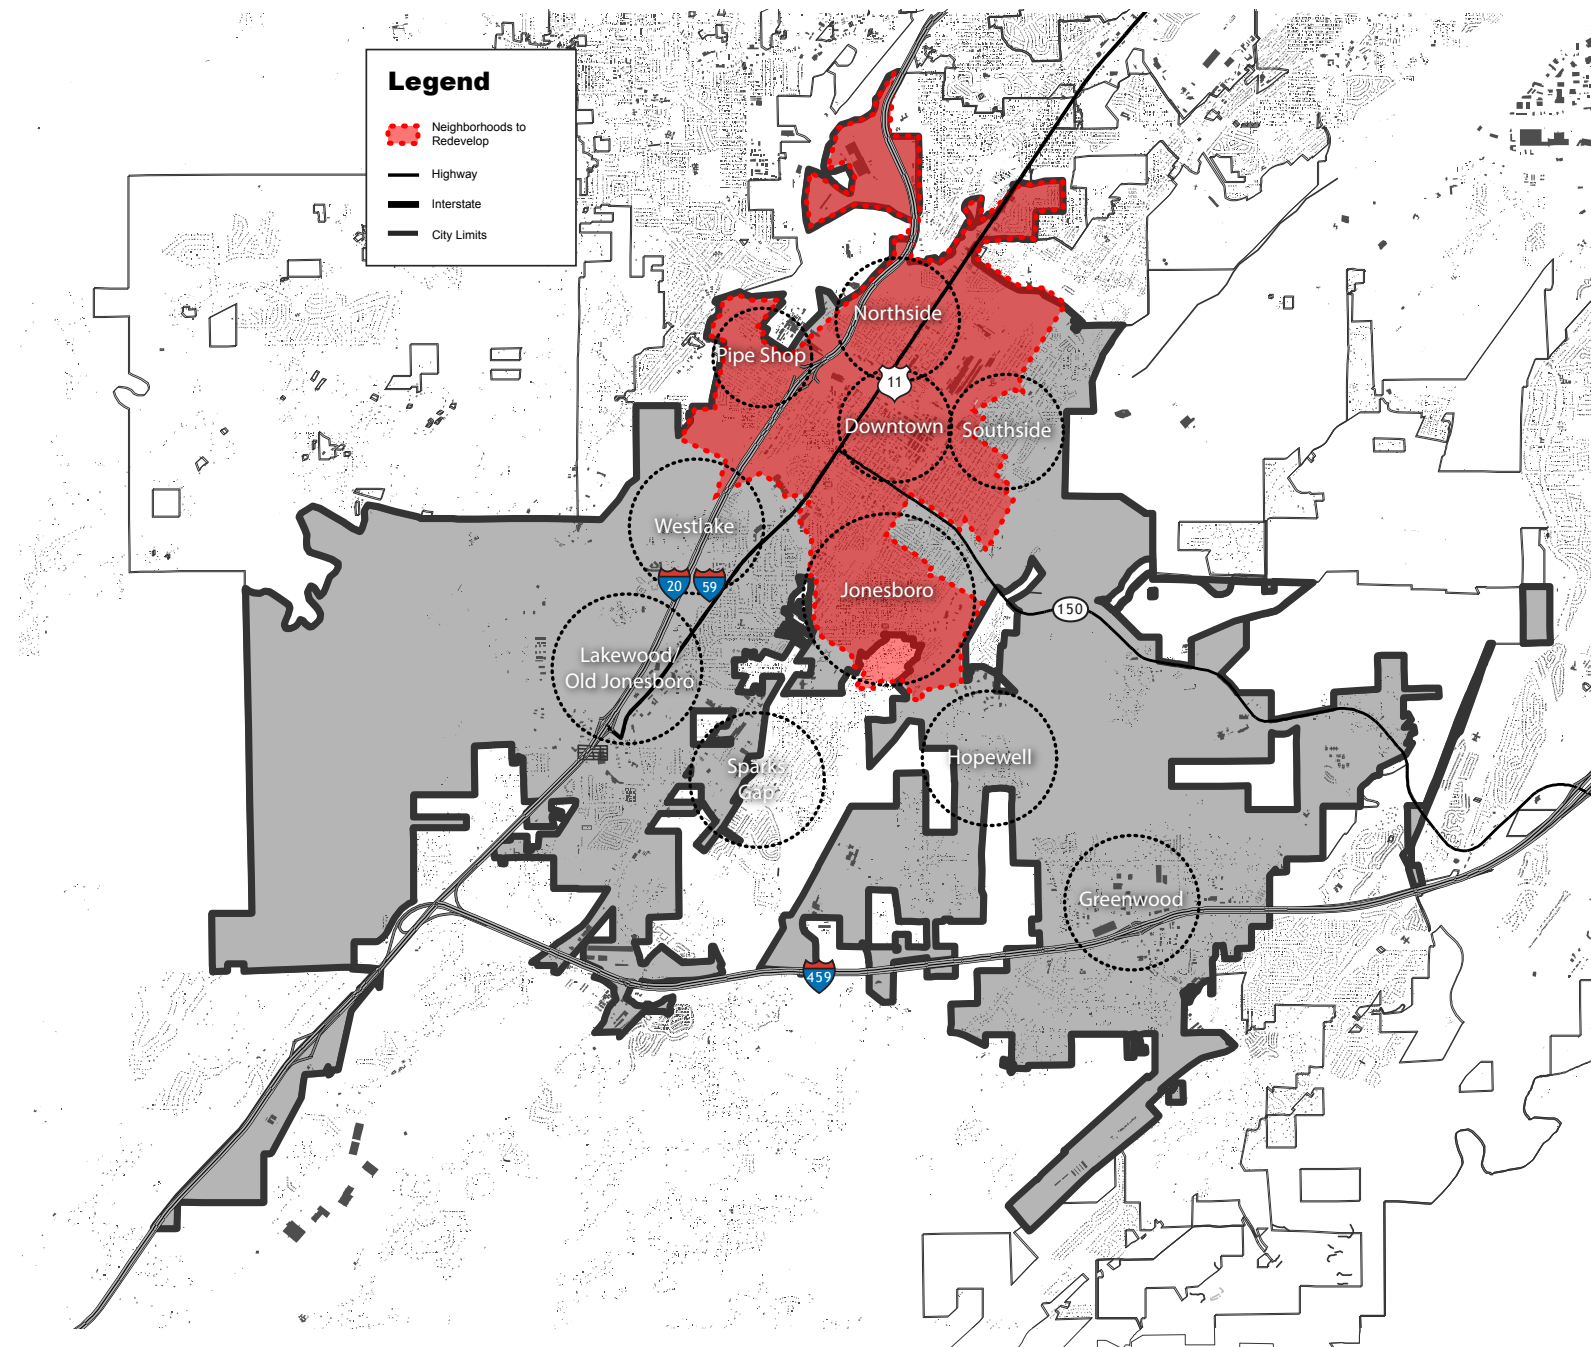 Legend
Neighborhoods to
Redevelop
Highway
Interstate
City Limits
Northside
Pipe Shop
11
Downtown
Southside
Westlake
20
59
Jonesboro
150
Lakewood
Old Jonesboro
Sparks
Gap
Hopewell
Greenwood
459